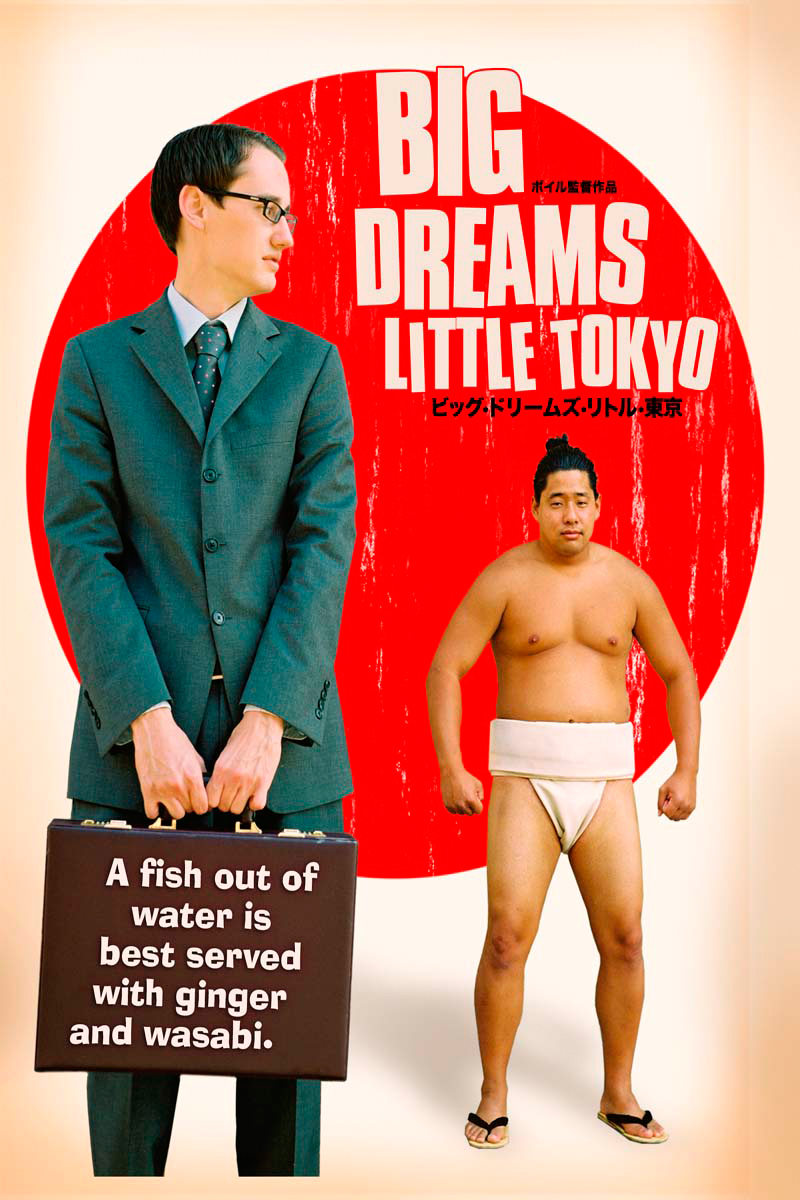 BIG
ボイル監督作品
DREAMS
LITTLE TOKYO
ビッグ・ドリームズ・リトル・東京
A fish out of
water is
best served
with ginger
and wasabi.